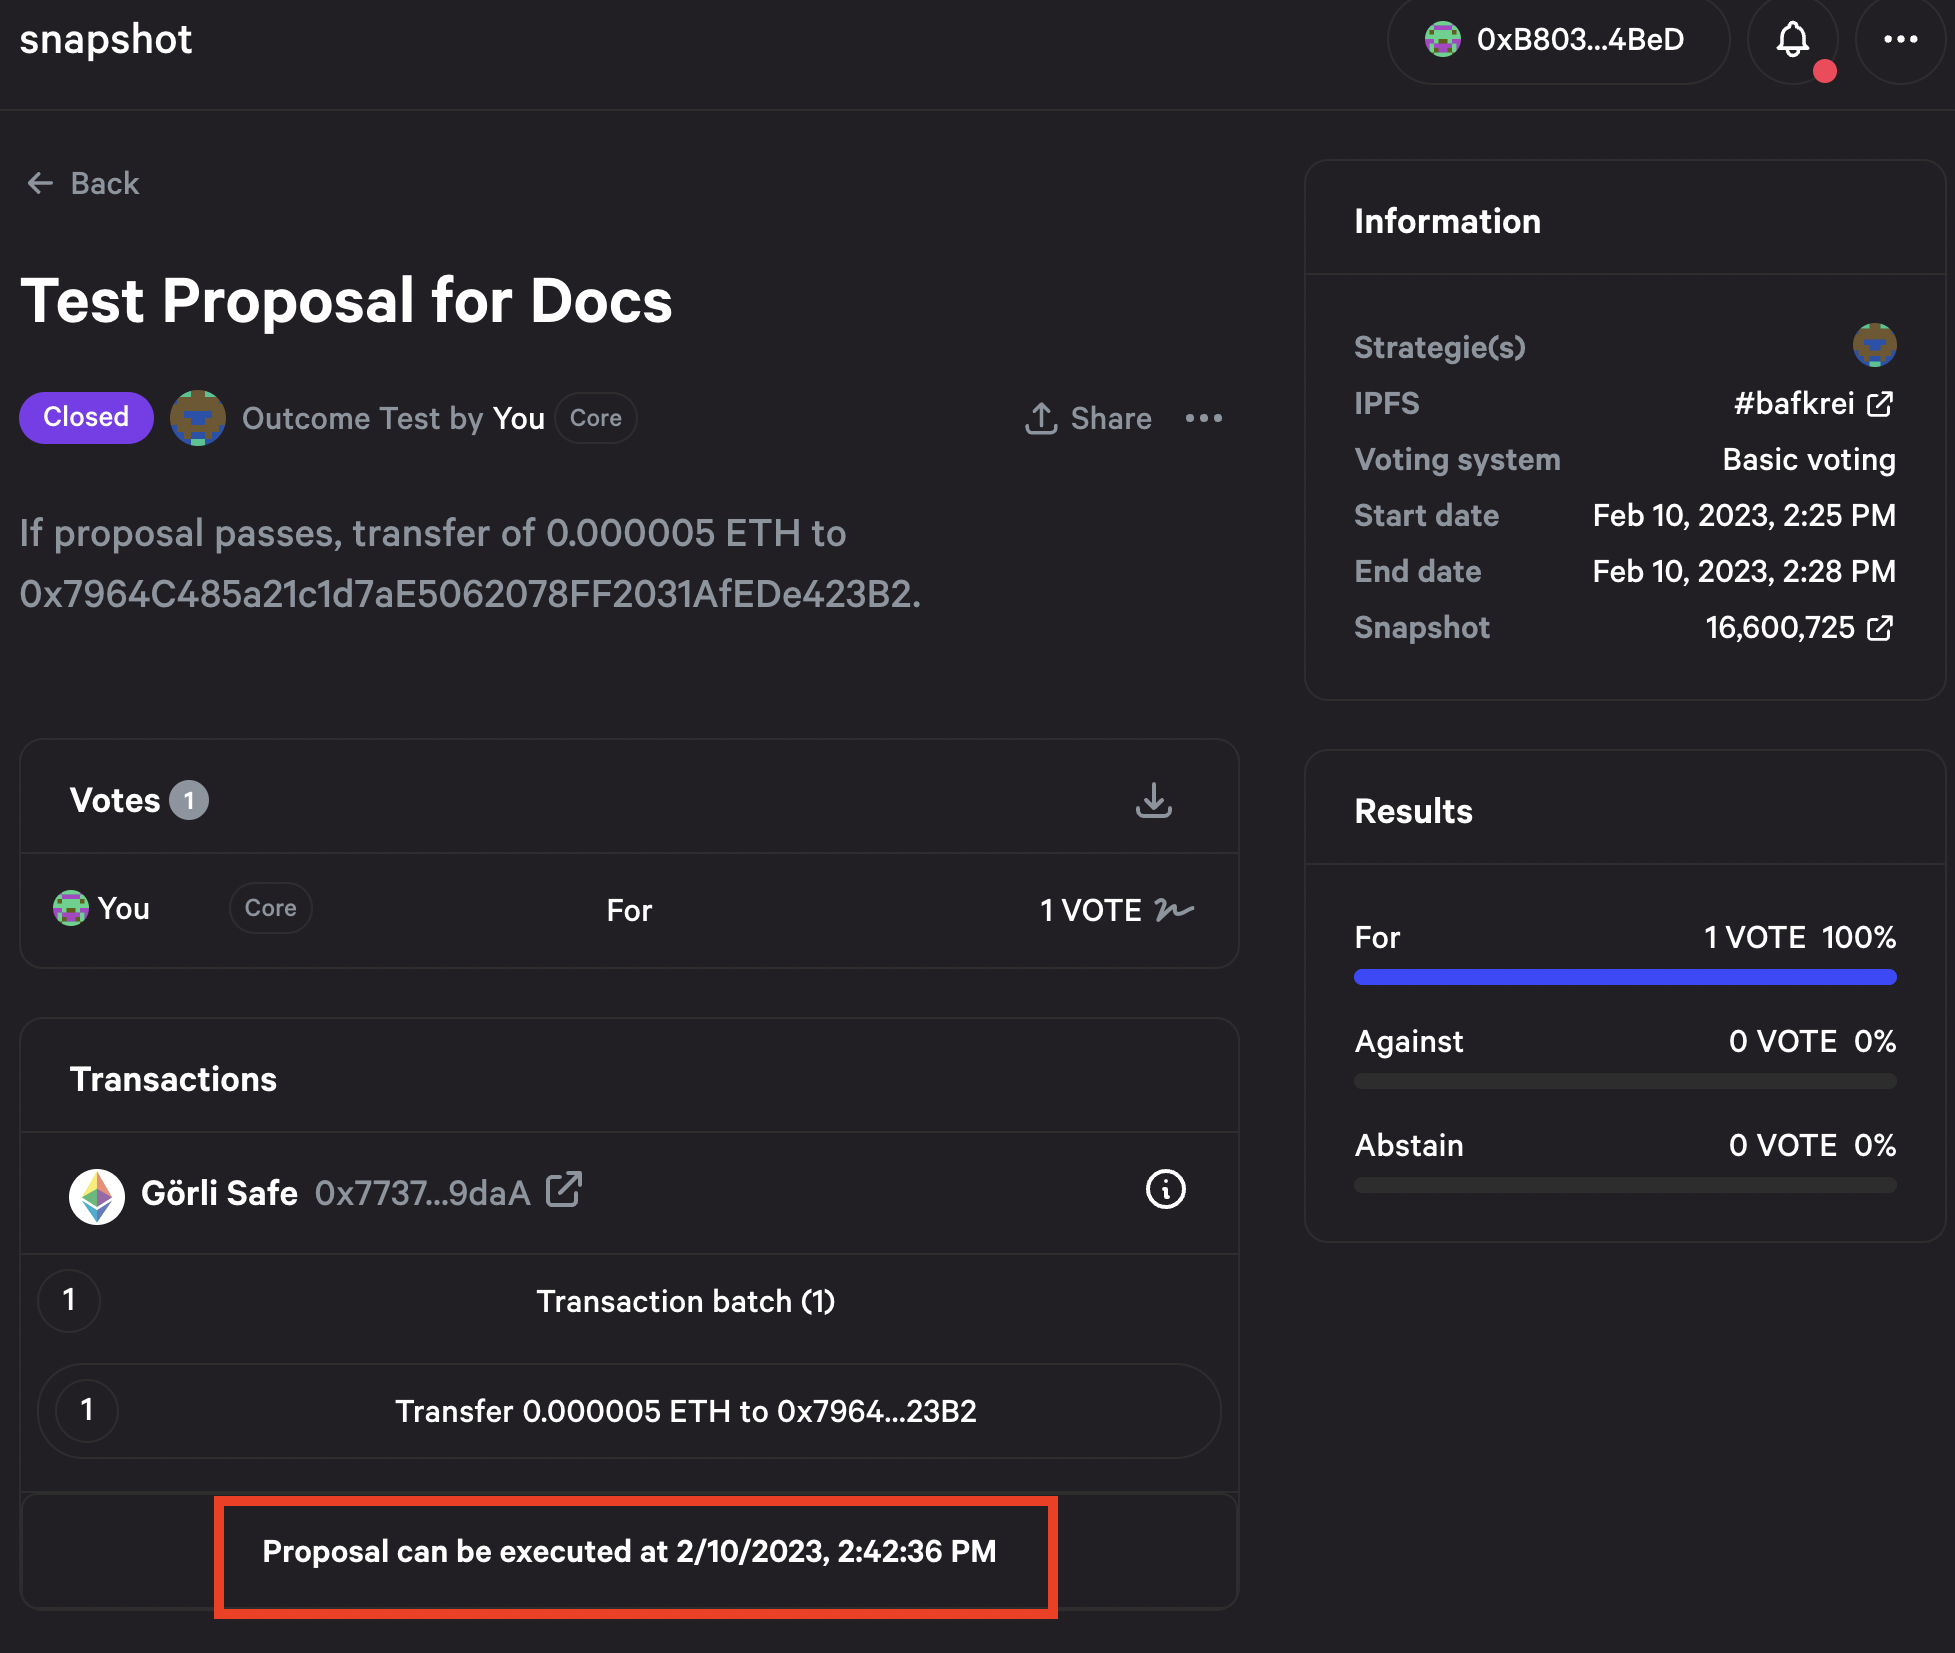 snapshot
0xB803...4BeD
Back
Test Proposal for Docs
Closed
Outcome Test by You
Core
Share
If proposal passes, transfer of 0.000005 ETH to
0x7964C485a21c1d7aE5062078FF2031AfEDe423B2.
Votes 1
You
Core
For
1 VOTE
Transactions
Görli Safe 0x7737...9daA
1
Transaction batch (1)
1
Transfer 0.000005 ETH to 0x7964...23B2
Proposal can be executed at 2/10/2023, 2:42:36 PM
Information
Strategie(s)
IPFS #bafkrei
Voting system Basic voting
Start date Feb 10, 2023, 2:25 PM
End date Feb 10, 2023, 2:28 PM
Snapshot 16,600,725
Results
For 1 VOTE 100%
Against 0 VOTE 0%
Abstain 0 VOTE 0%